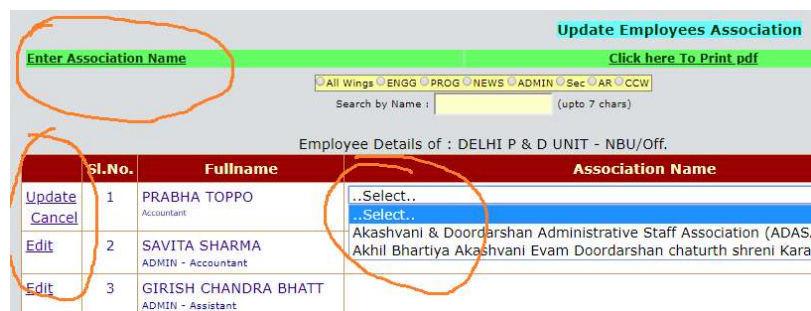 Update Employees Association
Enter Association Name Click here To Print pdf
All Wings ENGG PROG NEWS ADMIN Sec AR CCW
Search by Name : (upto 7 chars)
Employee Details of : DELHI P & D UNIT - NBU/Off.
Sl.No. Fullname Association Name
Update 1 PRABHA TOPPO ..Select..
Cancel Accountant ..Select..
Akashvani & Doordarshan Administrative Staff Association (ADASA
Edit 2 SAVITA SHARMA Akhil Bhartiya Akashvani Evam Doordarshan chaturth shreni Kara
ADMIN - Accountant
Edit 3 GIRISH CHANDRA BHATT
ADMIN - Assistant